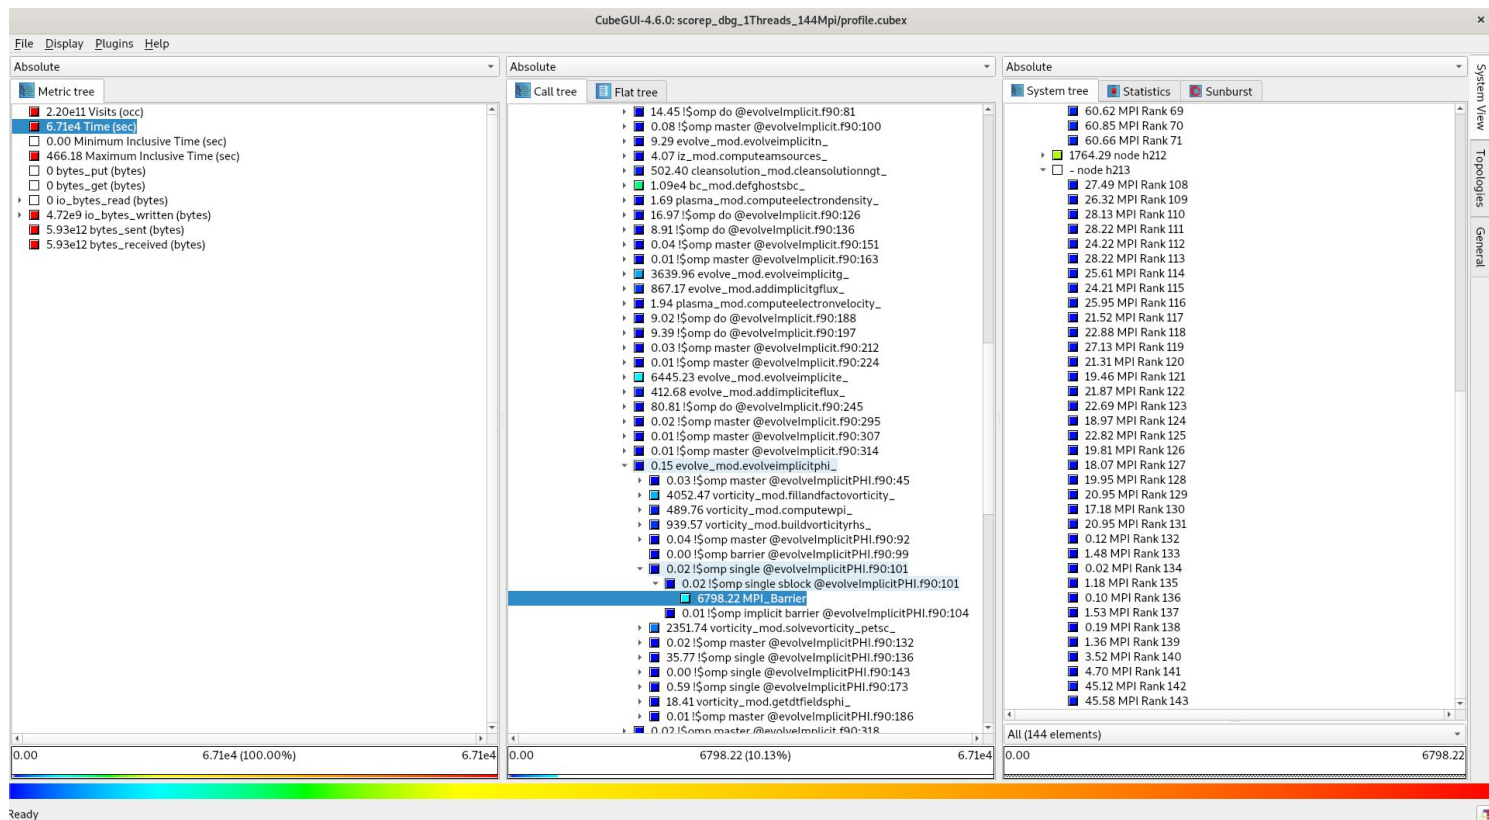 CubeGUI-4.6.0: scorep_dbg_1Threads_144Mpi/profile.cubex
File Display Plugins Help
Absolute
Metric tree
2.20e11 Visits (occ)
6.71e4 Time (sec)
0.00 Minimum Inclusive Time (sec)
466.18 Maximum Inclusive Time (sec)
0 bytes_put (bytes)
0 bytes_get (bytes)
0 io_bytes_read (bytes)
4.72e9 io_bytes_written (bytes)
5.93e12 bytes_sent (bytes)
5.93e12 bytes_received (bytes)
0.00 6.71e4 (100.00%) 6.71e4
Absolute
Call tree Flat tree
14.45 !$omp do @evolveImplicit.f90:81
0.08 !$omp master @evolveImplicit.f90:100
9.29 evolve_mod.evolveimplicitn_
4.07 iz_mod.computeamsources_
502.40 cleansolution_mod.cleansolutionngt_
1.09e4 bc_mod.defghostsbc_
1.69 plasma_mod.computeelectrondensity_
16.97 !$omp do @evolveImplicit.f90:126
8.91 !$omp do @evolveImplicit.f90:136
0.04 !$omp master @evolveImplicit.f90:151
0.01 !$omp master @evolveImplicit.f90:163
3639.96 evolve_mod.evolveimplicitg_
867.17 evolve_mod.addimplicitgflux_
1.94 plasma_mod.computeelectronvelocity_
9.02 !$omp do @evolveImplicit.f90:188
9.39 !$omp do @evolveImplicit.f90:197
0.03 !$omp master @evolveImplicit.f90:212
0.01 !$omp master @evolveImplicit.f90:224
6445.23 evolve_mod.evolveimplicite_
412.68 evolve_mod.addimpliciteflux_
80.81 !$omp do @evolveImplicit.f90:245
0.02 !$omp master @evolveImplicit.f90:295
0.01 !$omp master @evolveImplicit.f90:307
0.01 !$omp master @evolveImplicit.f90:314
0.15 evolve_mod.evolveimplicitphi_
0.03 !$omp master @evolveImplicitPHI.f90:45
4052.47 vorticity_mod.fillandfactovorticity_
489.76 vorticity_mod.computewpi_
939.57 vorticity_mod.buildvorticityrhs_
0.04 !$omp master @evolveImplicitPHI.f90:92
0.00 !$omp barrier @evolveImplicitPHI.f90:99
0.02 !$omp single @evolveImplicitPHI.f90:101
0.02 !$omp single sblock @evolveImplicitPHI.f90:101
6798.22 MPI_Barrier
0.01 !$omp implicit barrier @evolveImplicitPHI.f90:104
2351.74 vorticity_mod.solvevorticity_petsc_
0.02 !$omp master @evolveImplicitPHI.f90:132
35.77 !$omp single @evolveImplicitPHI.f90:136
0.00 !$omp single @evolveImplicitPHI.f90:143
0.59 !$omp single @evolveImplicitPHI.f90:173
18.41 vorticity_mod.getdtfieldsphi_
0.01 !$omp master @evolveImplicitPHI.f90:186
0.02 !$omp master @evolveImplicit.f90:318
0.00 6798.22 (10.13%) 6.71e4
Absolute
System tree Statistics Sunburst
60.62 MPI Rank 69
60.85 MPI Rank 70
60.66 MPI Rank 71
1764.29 node h212
- node h213
27.49 MPI Rank 108
26.32 MPI Rank 109
28.13 MPI Rank 110
28.22 MPI Rank 111
24.22 MPI Rank 112
28.22 MPI Rank 113
25.61 MPI Rank 114
24.21 MPI Rank 115
25.95 MPI Rank 116
21.52 MPI Rank 117
22.88 MPI Rank 118
27.13 MPI Rank 119
21.31 MPI Rank 120
19.46 MPI Rank 121
21.87 MPI Rank 122
22.69 MPI Rank 123
18.97 MPI Rank 124
22.82 MPI Rank 125
19.81 MPI Rank 126
18.07 MPI Rank 127
19.95 MPI Rank 128
20.95 MPI Rank 129
17.18 MPI Rank 130
20.95 MPI Rank 131
0.12 MPI Rank 132
1.48 MPI Rank 133
0.02 MPI Rank 134
1.18 MPI Rank 135
0.10 MPI Rank 136
1.53 MPI Rank 137
0.19 MPI Rank 138
1.36 MPI Rank 139
3.52 MPI Rank 140
4.70 MPI Rank 141
45.12 MPI Rank 142
45.58 MPI Rank 143
All (144 elements)
0.00 6798.22
System View
Topologies
General
Ready